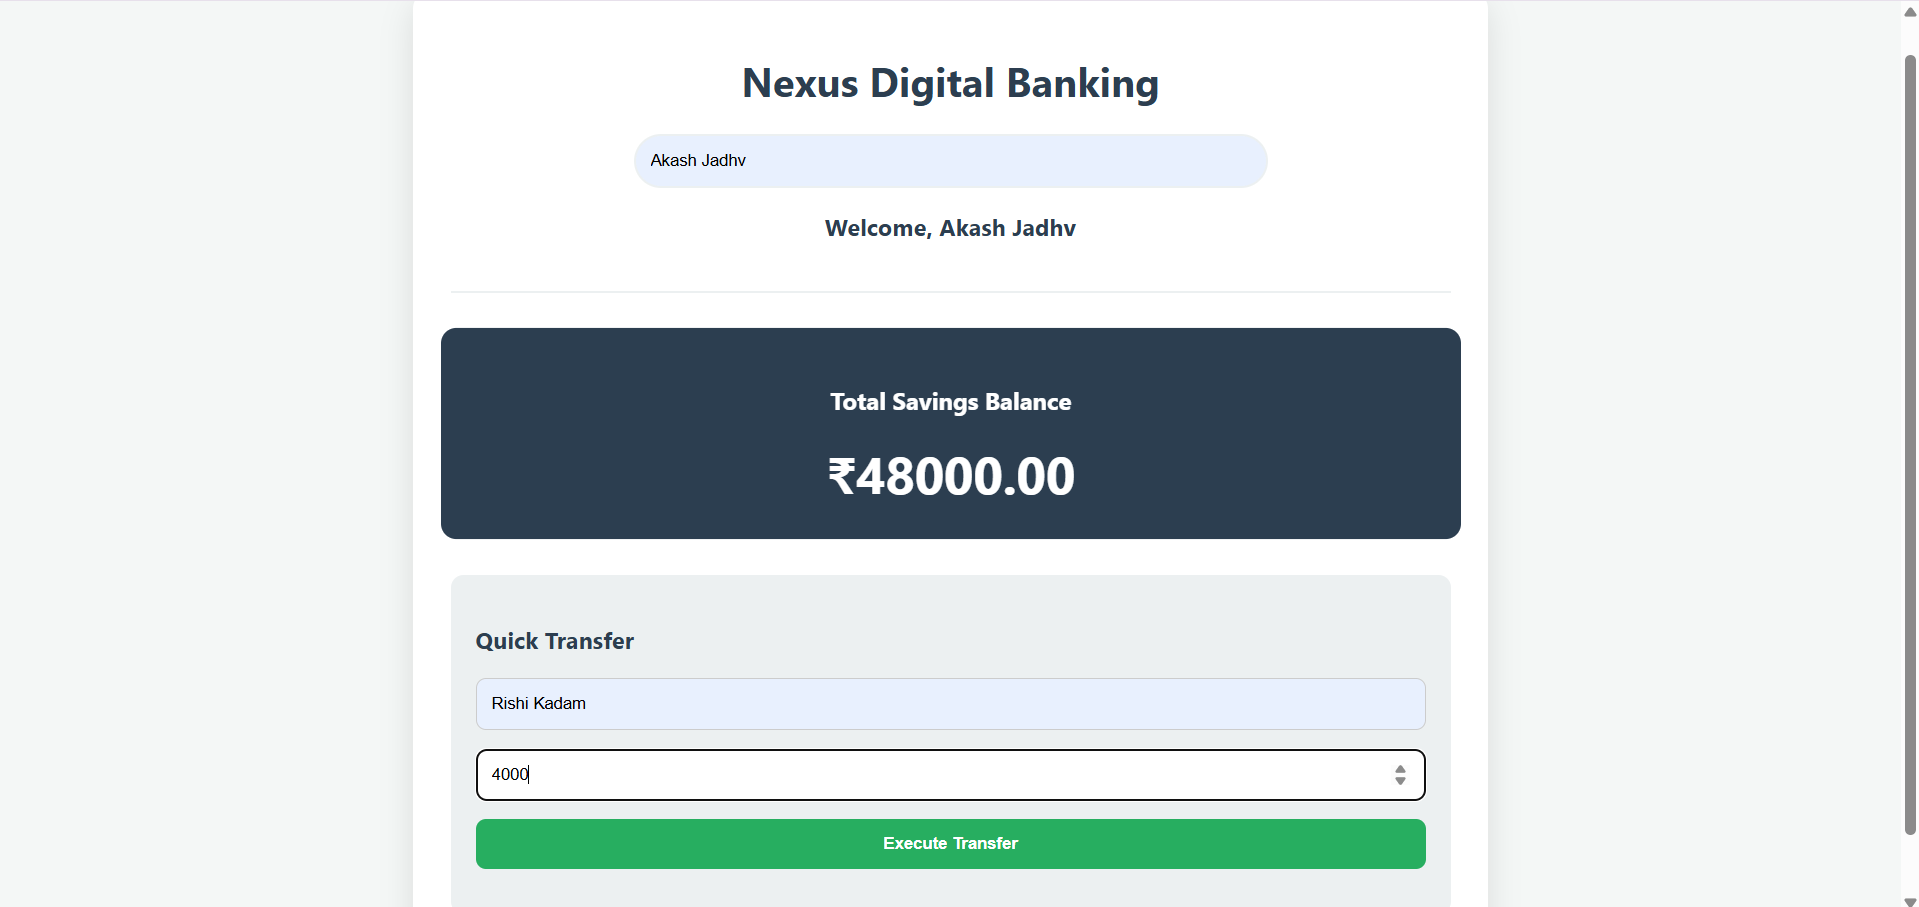 Nexus Digital Banking
Akash Jadhv
Welcome, Akash Jadhv
Total Savings Balance
₹48000.00
Quick Transfer
Rishi Kadam
4000
Execute Transfer